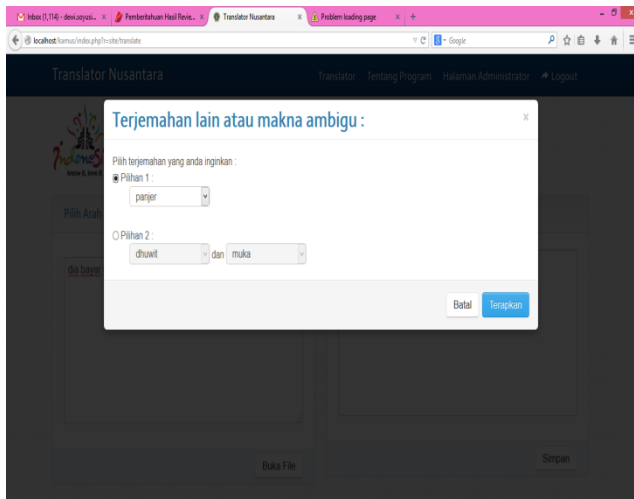 Inbox (1,114) - dewi.soyusi...
Pemberitahuan Hasil Revie...
Translator Nusantara
Problem loading page
localhost/kamus/index.php?r=site/translate
Google
Translator Nusantara
Translator Tentang Program Halaman Administrator Logout
Terjemahan lain atau makna ambigu :
x
Pilih terjemahan yang anda inginkan :
Pilihan 1 :
panjer
Pilihan 2 :
dhuwit dan muka
Batal Terapkan
Pilih Arah
dia bayar
Buka File
Simpan